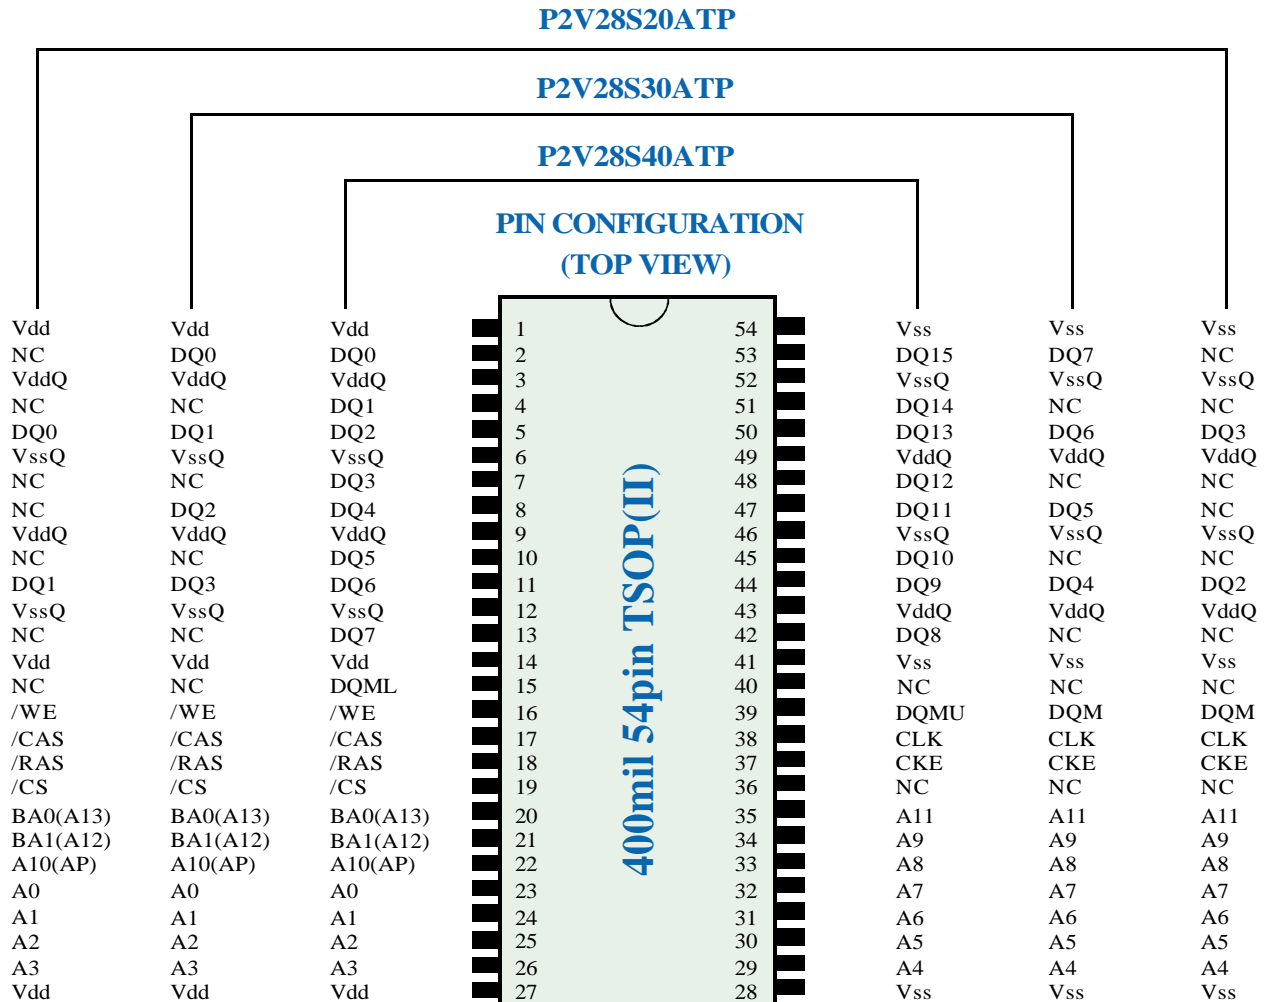 P2V28S20ATP
P2V28S30ATP
P2V28S40ATP
PIN CONFIGURATION
(TOP VIEW)
Vdd Vdd Vdd 1 54 Vss Vss Vss
NC DQ0 DQ0 2 53 DQ15 DQ7 NC
VddQ VddQ VddQ 3 52 VssQ VssQ VssQ
NC NC DQ1 4 51 DQ14 NC NC
DQ0 DQ1 DQ2 5 50 DQ13 DQ6 DQ3
VssQ VssQ VssQ 6 49 VddQ VddQ VddQ
NC NC DQ3 7 48 DQ12 NC NC
NC DQ2 DQ4 8 47 DQ11 DQ5 NC
VddQ VddQ VddQ 9 46 VssQ VssQ VssQ
NC NC DQ5 10 45 DQ10 NC NC
DQ1 DQ3 DQ6 11 44 DQ9 DQ4 DQ2
VssQ VssQ VssQ 12 43 VddQ VddQ VddQ
NC NC DQ7 13 42 DQ8 NC NC
Vdd Vdd Vdd 14 41 Vss Vss Vss
NC NC DQML 15 40 NC NC NC
/WE /WE /WE 16 39 DQMU DQM DQM
/CAS /CAS /CAS 17 38 CLK CLK CLK
/RAS /RAS /RAS 18 37 CKE CKE CKE
/CS /CS /CS 19 36 NC NC NC
BA0(A13) BA0(A13) BA0(A13) 20 35 A11 A11 A11
BA1(A12) BA1(A12) BA1(A12) 21 34 A9 A9 A9
A10(AP) A10(AP) A10(AP) 22 33 A8 A8 A8
A0 A0 A0 23 32 A7 A7 A7
A1 A1 A1 24 31 A6 A6 A6
A2 A2 A2 25 30 A5 A5 A5
A3 A3 A3 26 29 A4 A4 A4
Vdd Vdd Vdd 27 28 Vss Vss Vss
400mil 54pin TSOP(II)